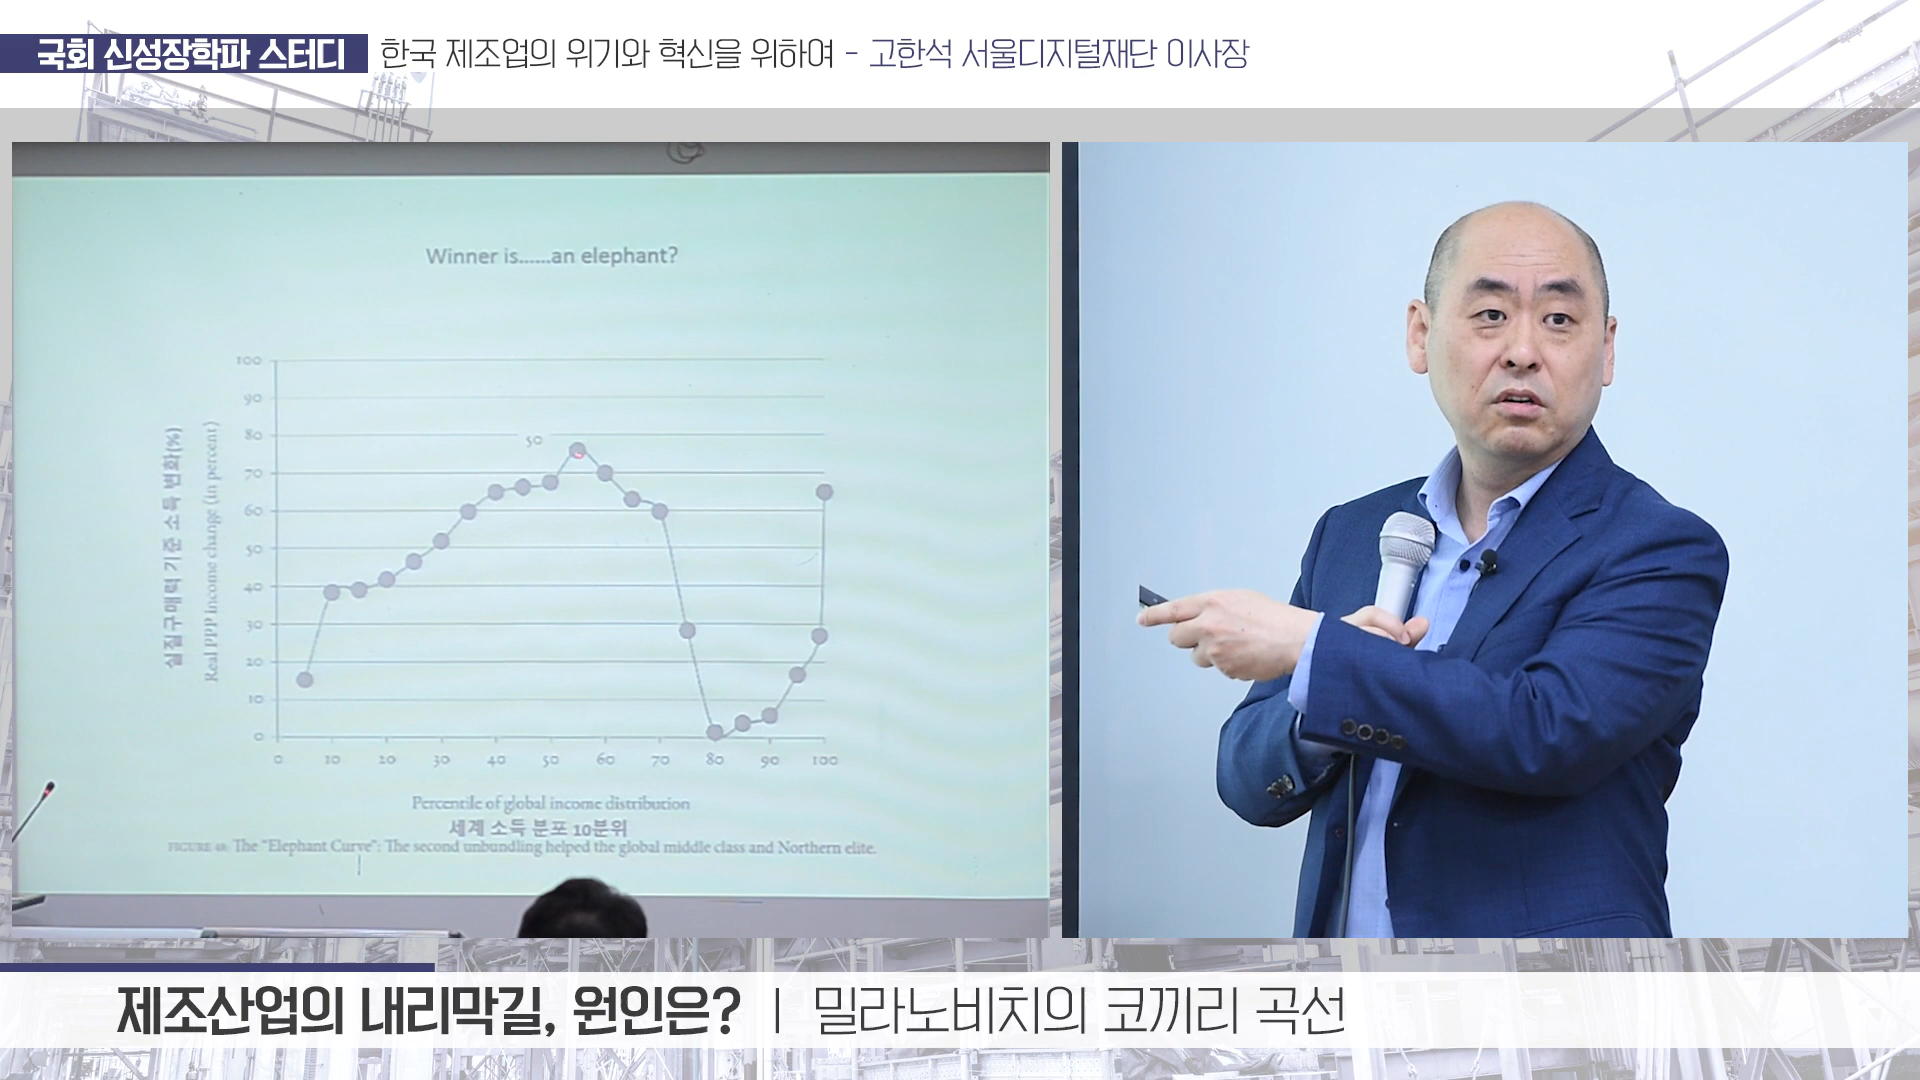 국회 신성장학파 스터디 한국 제조업의 위기와 혁신을 위하여 - 고한석 서울디지털재단 이사장
Winner is......an elephant?
실질구매력 기준 소득 변화(%)
Real PPP income change (in percent)
100
90
80
70
60
50
40
30
20
10
0
50
0 10 20 30 40 50 60 70 80 90 100
Percentile of global income distribution
세계 소득 분포 10분위
FIGURE 48: The "Elephant Curve": The second unbundling helped the global middle class and Northern elite.
제조산업의 내리막길, 원인은? | 밀라노비치의 코끼리 곡선